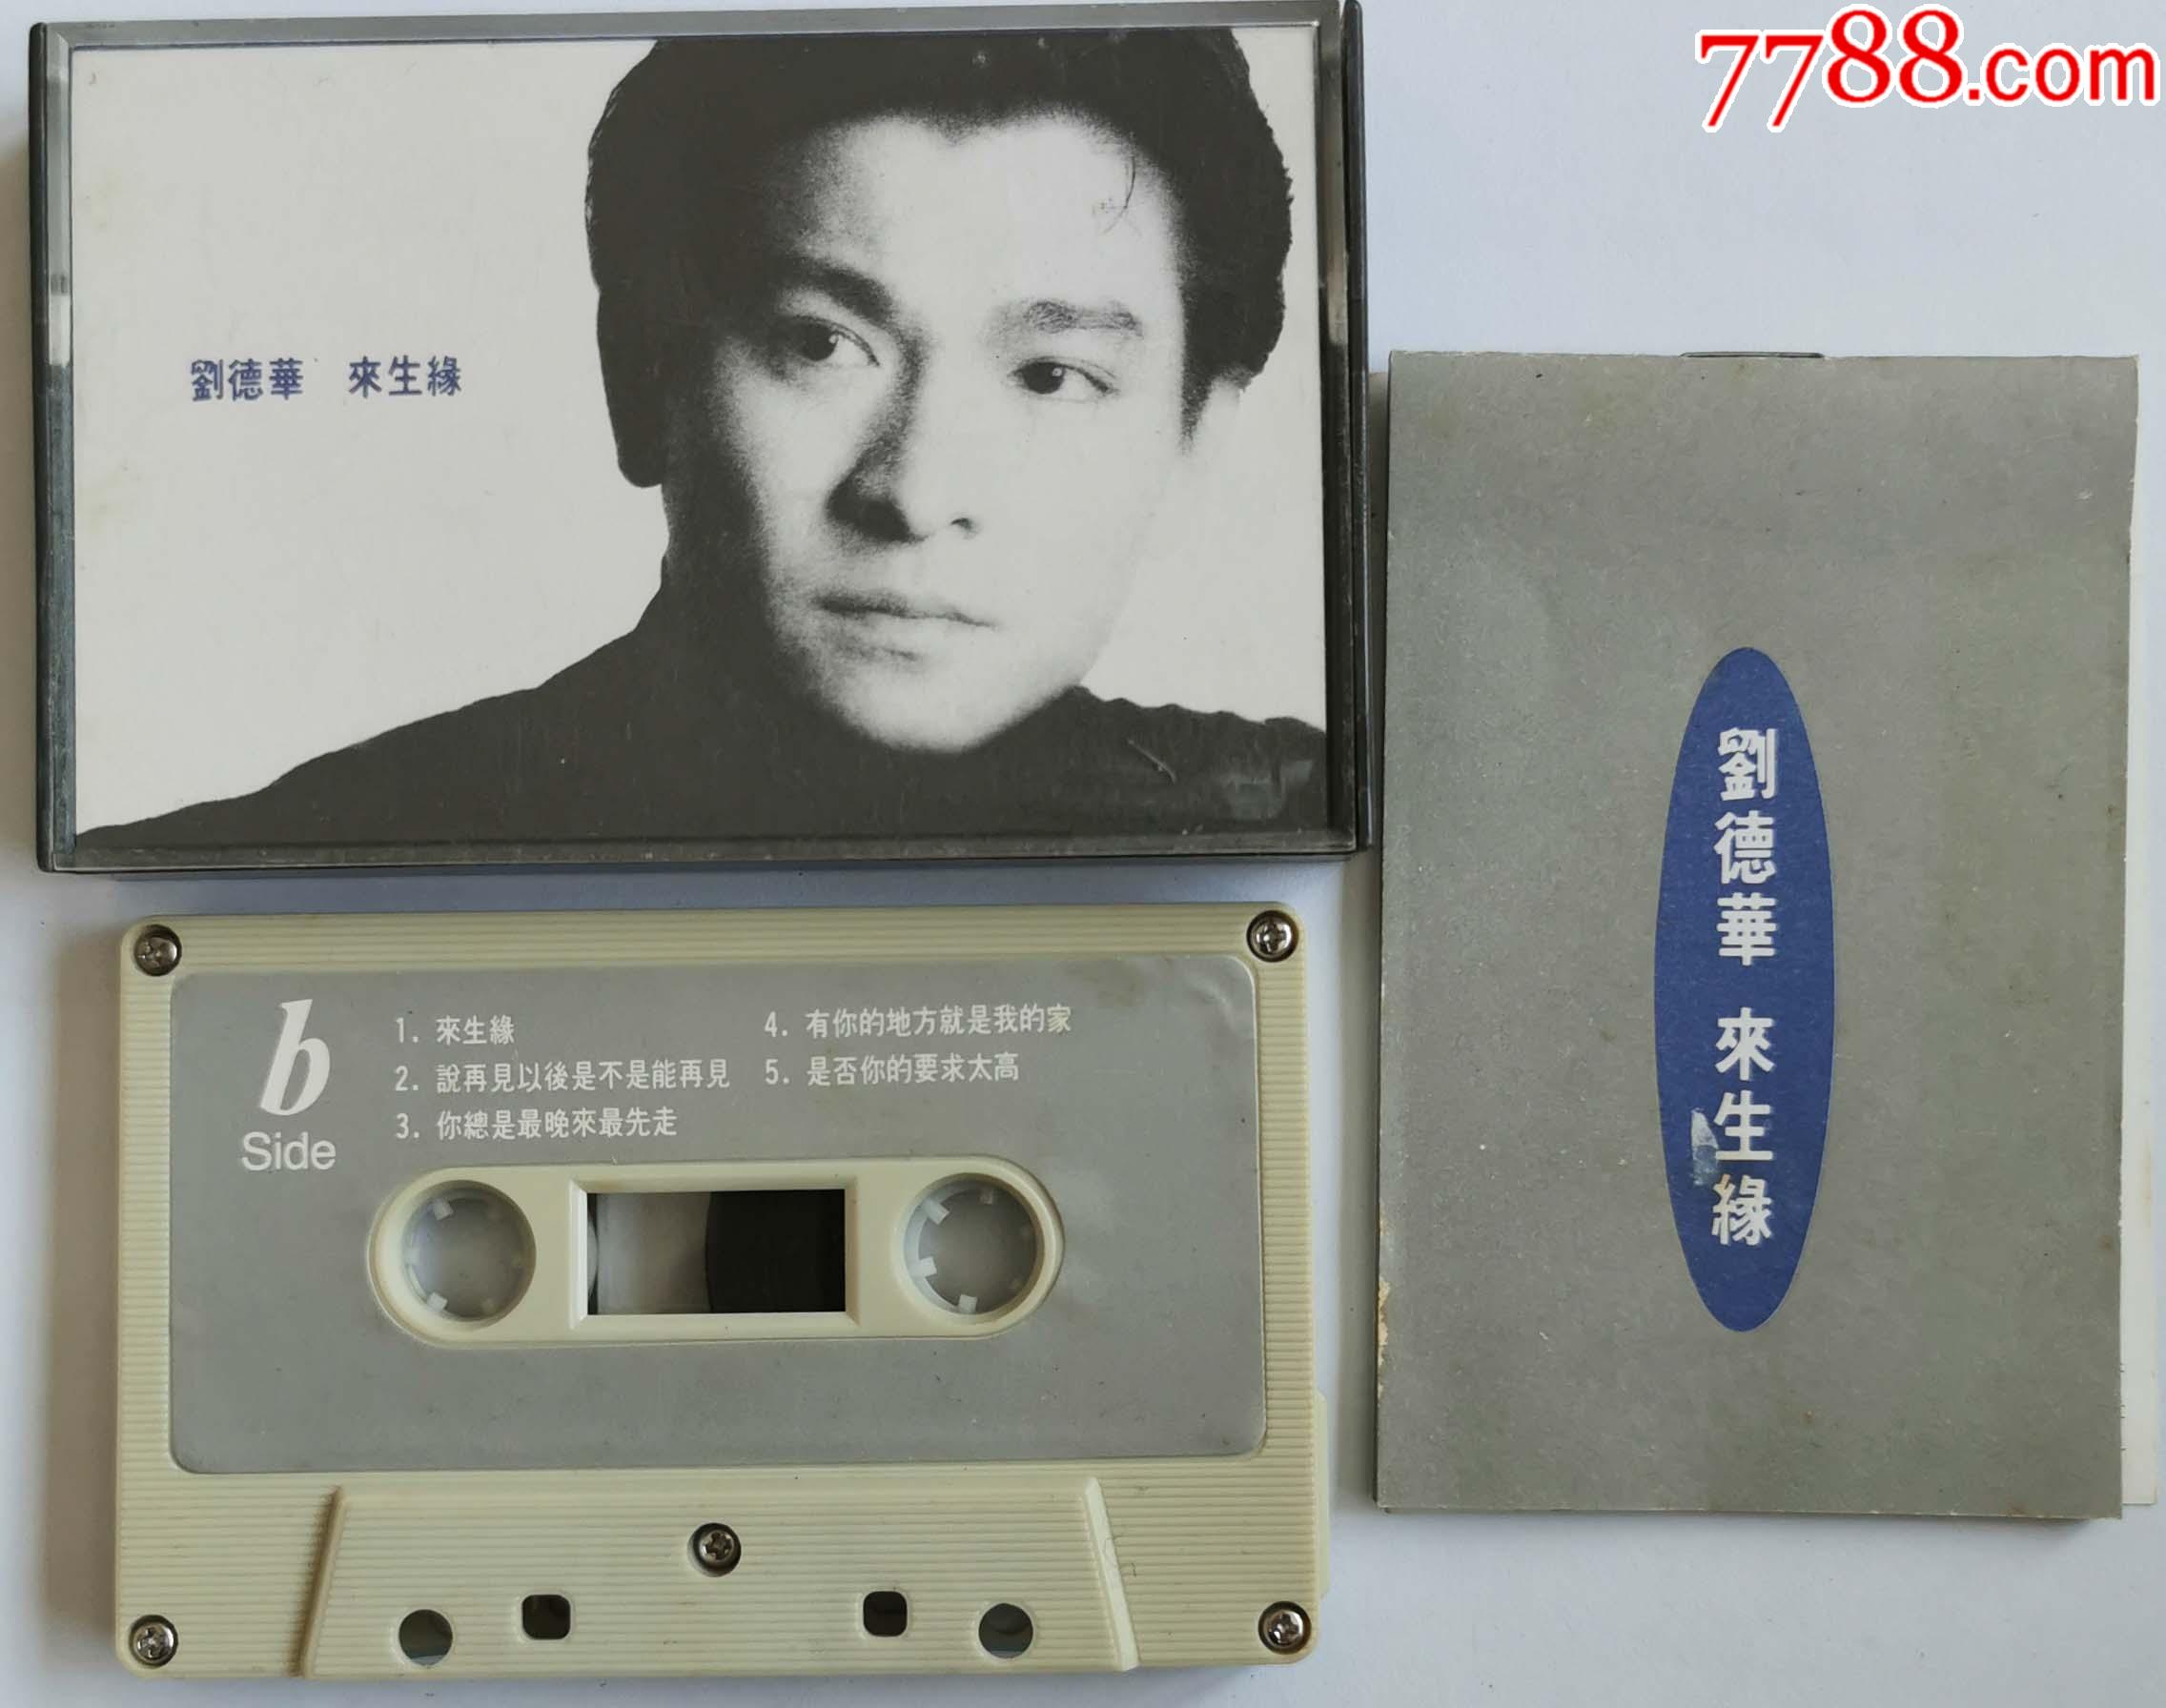 7788.com
劉德華 來生緣
劉德華 來生緣
b
Side
1. 來生緣
2. 說再見以後是不是能再見
3. 你總是最晚來最先走
4. 有你的地方就是我的家
5. 是否你的要求太高